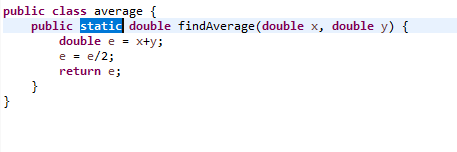 public class average {
    public static double findAverage(double x, double y) {
        double e = x+y;
        e = e/2;
        return e;
    }
}